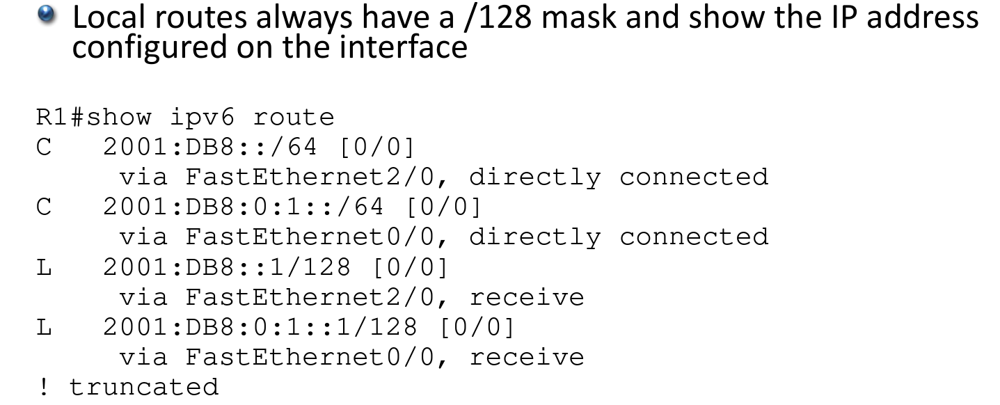 Local routes always have a /128 mask and show the IP address
configured on the interface
R1#show ipv6 route
C   2001:DB8::/64 [0/0]
     via FastEthernet2/0, directly connected
C   2001:DB8:0:1::/64 [0/0]
     via FastEthernet0/0, directly connected
L   2001:DB8::1/128 [0/0]
     via FastEthernet2/0, receive
L   2001:DB8:0:1::1/128 [0/0]
     via FastEthernet0/0, receive
! truncated